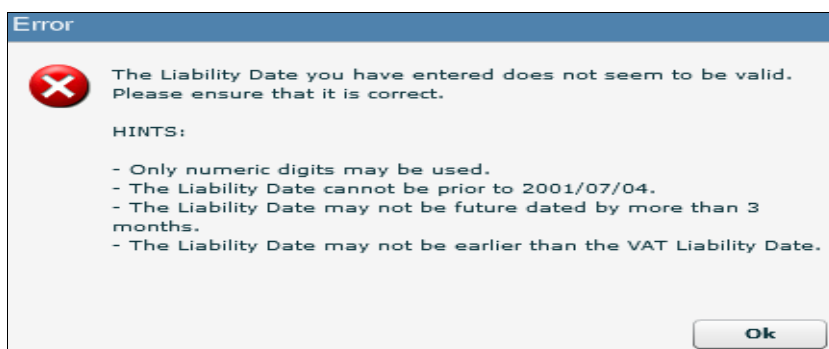 Error
The Liability Date you have entered does not seem to be valid.
Please ensure that it is correct.
HINTS:
- Only numeric digits may be used.
- The Liability Date cannot be prior to 2001/07/04.
- The Liability Date may not be future dated by more than 3
months.
- The Liability Date may not be earlier than the VAT Liability Date.
Ok